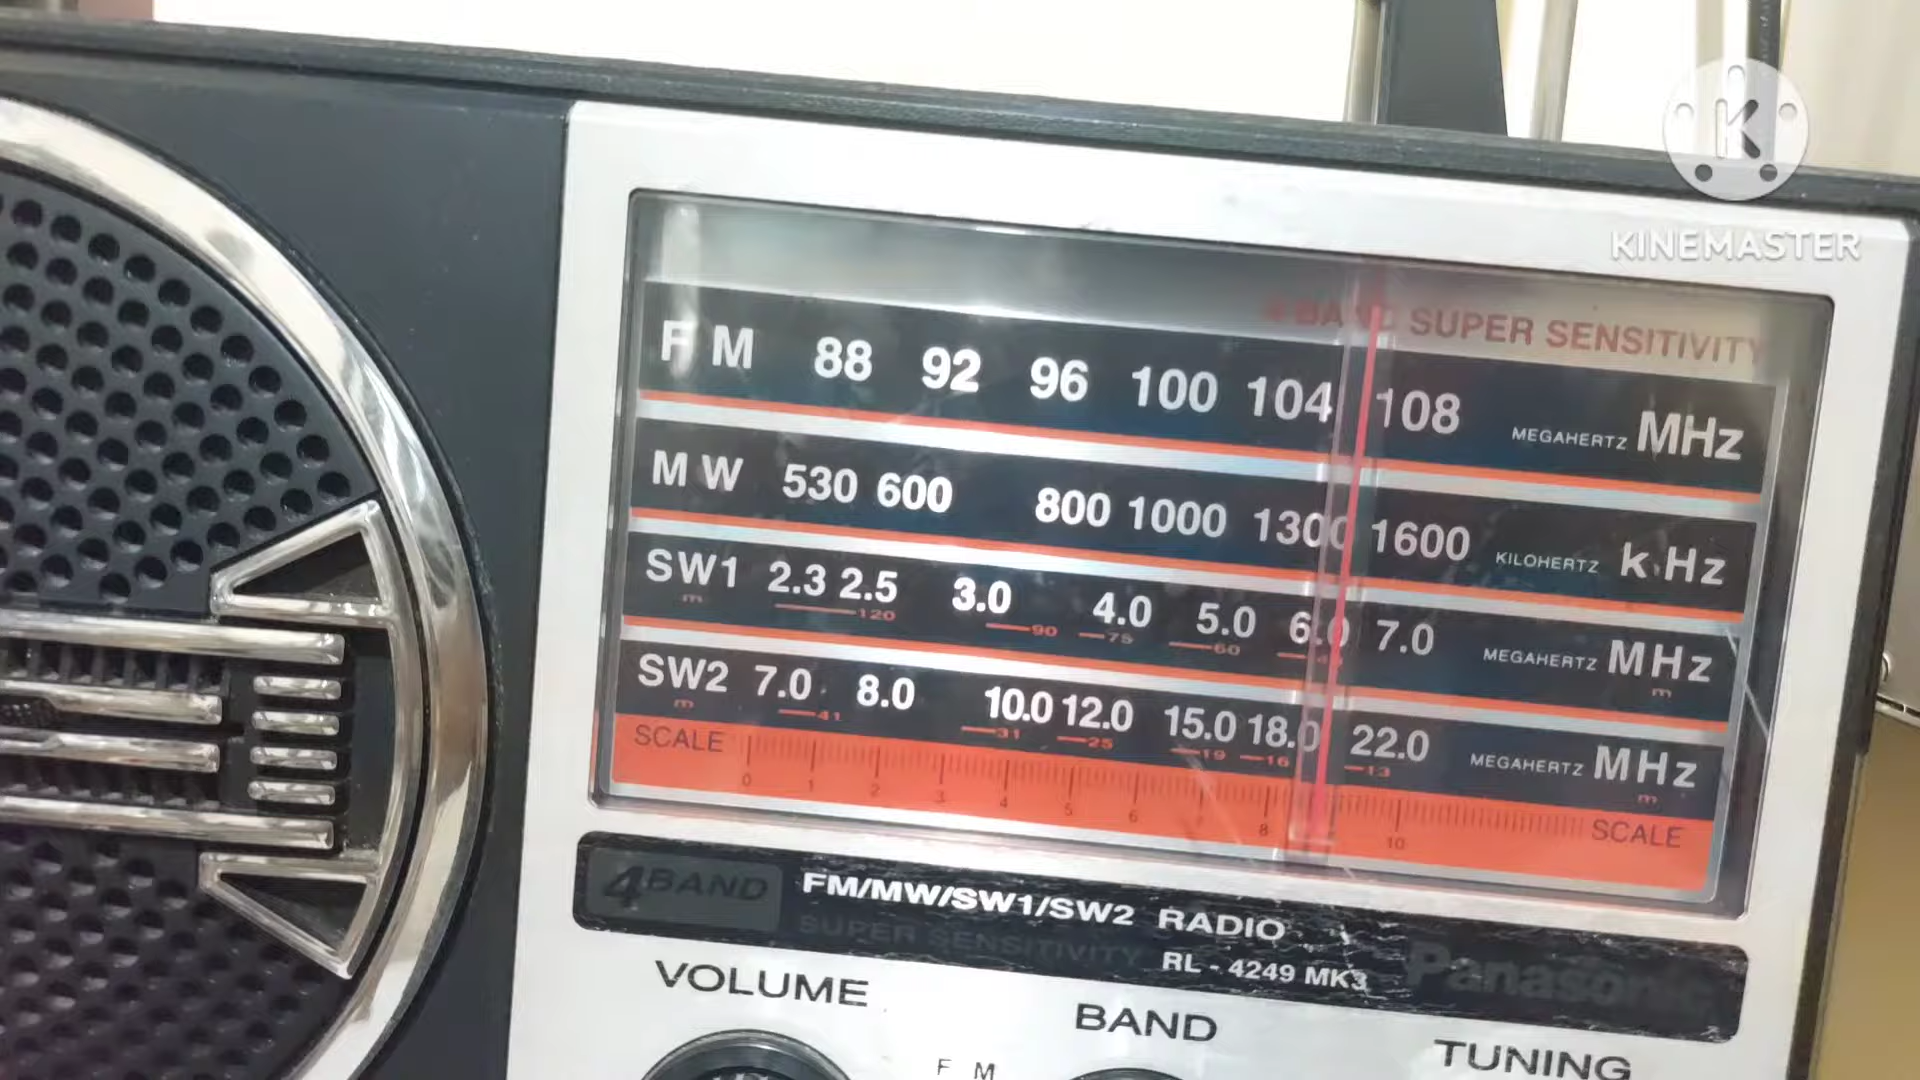 KINEMASTER
4 BAND SUPER SENSITIVITY
FM 88 92 96 100 104 108 MEGAHERTZ MHz
MW 530 600 800 1000 1300 1600 KILOHERTZ kHz
SW1 2.3 2.5 3.0 4.0 5.0 6.0 7.0 MEGAHERTZ MHz
m 120 90 75 60 m
SW2 7.0 8.0 10.0 12.0 15.0 18.0 22.0 MEGAHERTZ MHz
m 41 31 25 19 16 13 m
SCALE 0 1 2 3 4 5 6 7 8 10 SCALE
4BAND FM/MW/SW1/SW2 RADIO
SUPER SENSITIVITY RL-4249 MK3 Panasonic
VOLUME BAND TUNING
FM